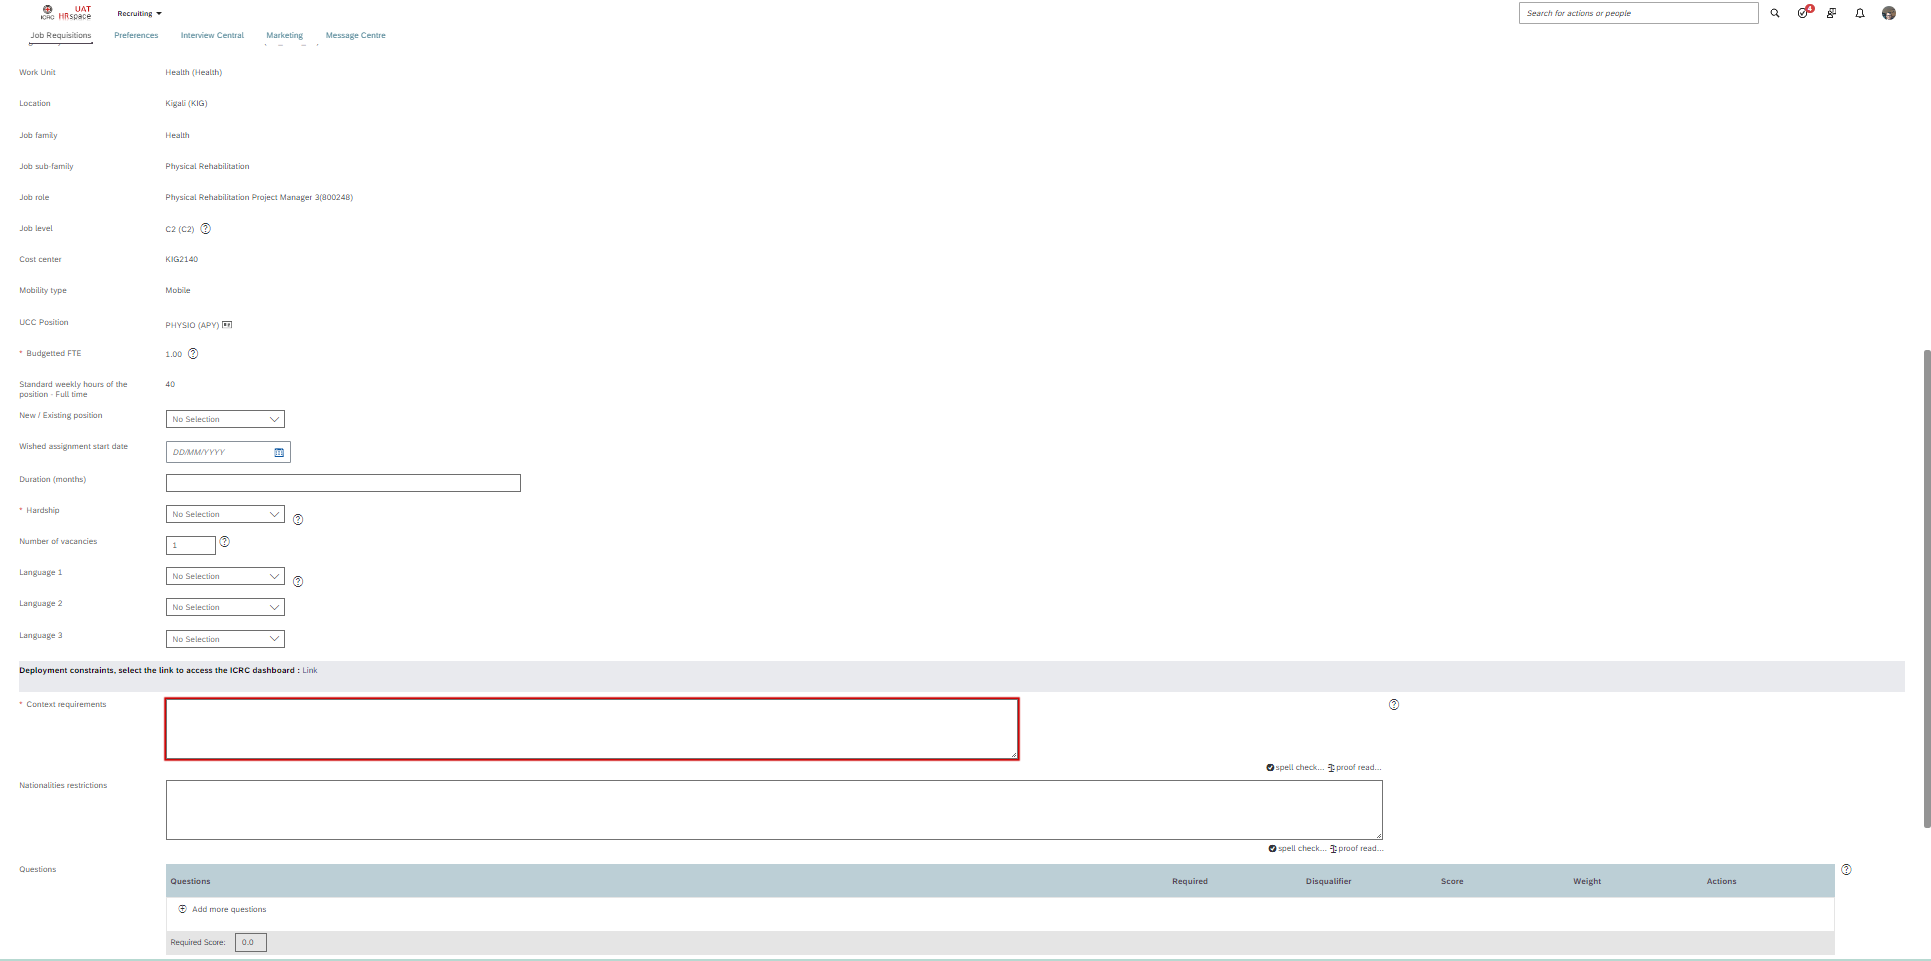 ICRC
UAT
HRspace
Recruiting
Search for actions or people
4
Job Requisitions
Preferences
Interview Central
Marketing
Message Centre
Work Unit
Health (Health)
Location
Kigali (KIG)
Job family
Health
Job sub-family
Physical Rehabilitation
Job role
Physical Rehabilitation Project Manager 3(800248)
Job level
C2 (C2)
Cost center
KIG2140
Mobility type
Mobile
UCC Position
PHYSIO (APY)
* Budgetted FTE
1.00
Standard weekly hours of the
position - Full time
40
New / Existing position
No Selection
Wished assignment start date
DD/MM/YYYY
Duration (months)
* Hardship
No Selection
Number of vacancies
1
Language 1
No Selection
Language 2
No Selection
Language 3
No Selection
Deployment constraints, select the link to access the ICRC dashboard : Link
* Context requirements
spell check... proof read...
Nationalities restrictions
spell check... proof read...
Questions
Questions
Required
Disqualifier
Score
Weight
Actions
Add more questions
Required Score:
0.0